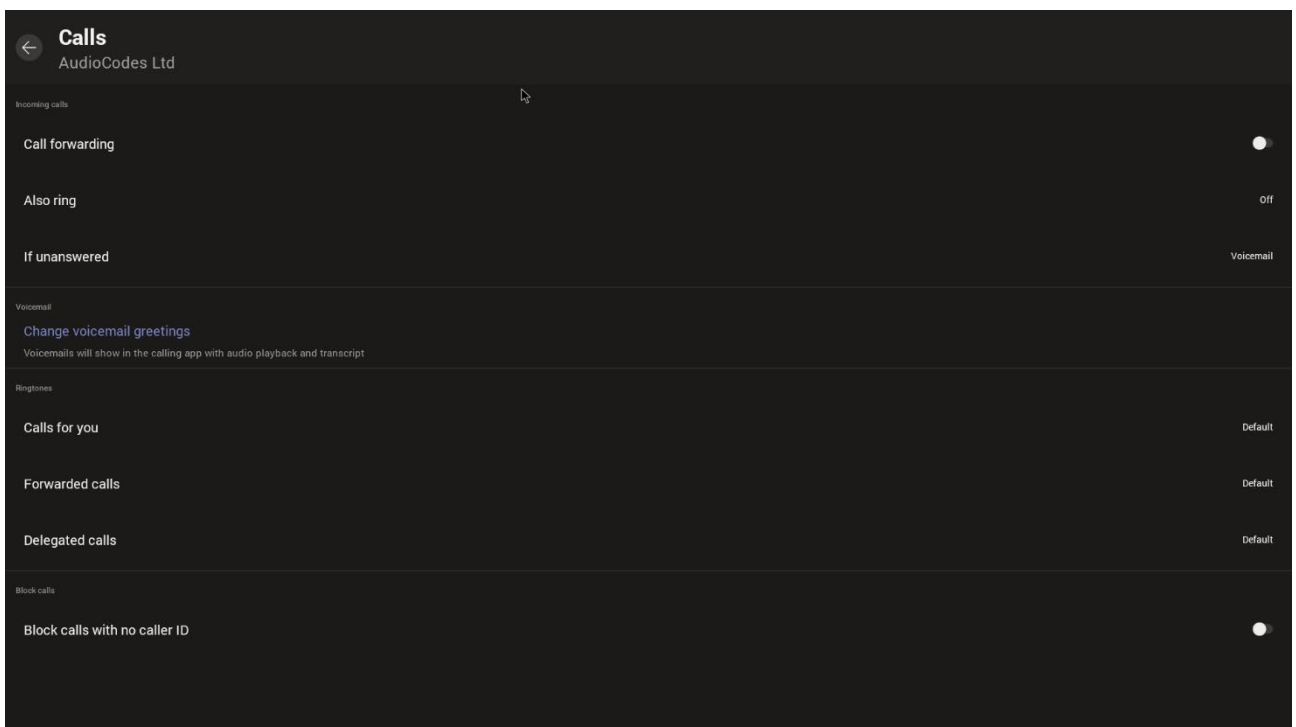 Calls
AudioCodes Ltd
Incoming calls
Call forwarding
Also ring
Off
If unanswered
Voicemail
Voicemail
Change voicemail greetings
Voicemails will show in the calling app with audio playback and transcript
Ringtones
Calls for you
Default
Forwarded calls
Default
Delegated calls
Default
Block calls
Block calls with no caller ID